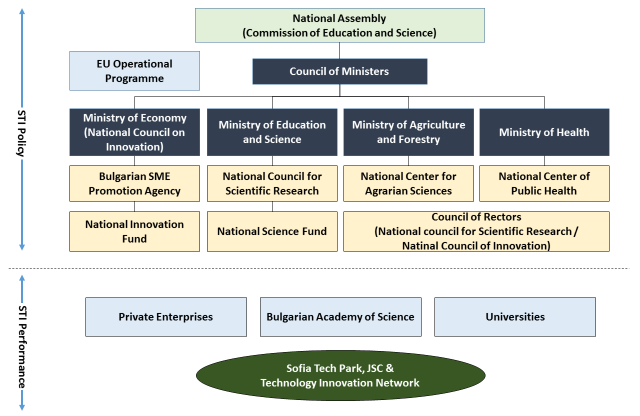 National Assembly
(Commission of Education and Science)
EU Operational
Programme
Council of Ministers
STI Policy
Ministry of Economy
(National Council on
Innovation)
Ministry of Education
and Science
Ministry of Agriculture
and Forestry
Ministry of Health
Bulgarian SME
Promotion Agency
National Council for
Scientific Research
National Center for
Agrarian Sciences
National Center of
Public Health
National Innovation
Fund
National Science Fund
Council of Rectors
(National council for Scientific Research /
Natinal Council of Innovation)
STI Performance
Private Enterprises
Bulgarian Academy of Science
Universities
Sofia Tech Park, JSC &
Technology Innovation Network